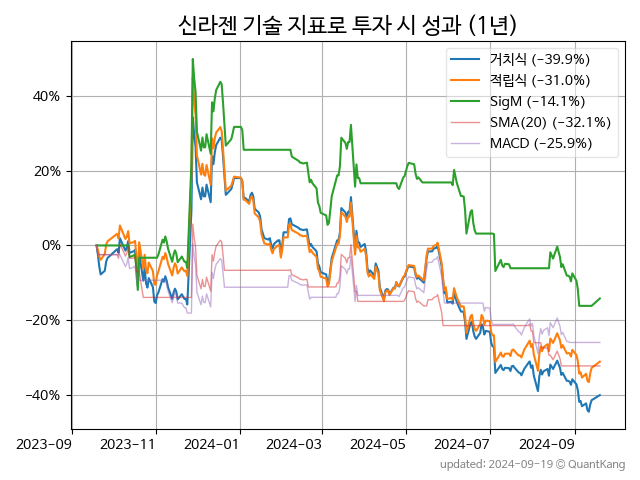 신라젠 기술 지표로 투자 시 성과 (1년)
거치식 (−39.9%)
적립식 (−31.0%)
SigM (−14.1%)
SMA(20) (−32.1%)
MACD (−25.9%)
40%
20%
0%
−20%
−40%
2023-09 2023-11 2024-01 2024-03 2024-05 2024-07 2024-09
updated: 2024-09-19 @ QuantKang